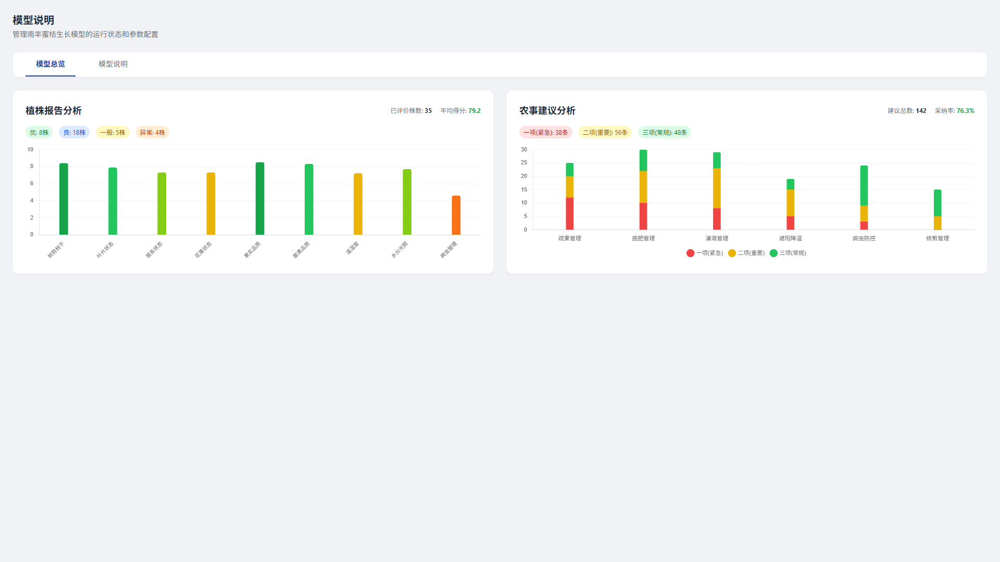 模型说明
管理南丰蜜桔生长模型的运行状态和参数配置
模型总览
模型说明
植株报告分析
已评价株数: 35
平均得分: 79.2
优: 8株
良: 18株
一般: 5株
异常: 4株
10
8
6
4
2
0
树势枝干
叶片状态
根系状态
花果状态
果实品质
膨果品质
温湿度
水分光照
病虫管理
农事建议分析
建议总数: 142
采纳率: 76.3%
一项(紧急): 38条
二项(重要): 56条
三项(常规): 48条
30
25
20
15
10
5
0
疏果管理
施肥管理
灌溉管理
遮阳降温
病虫防控
修剪管理
一项(紧急)
二项(重要)
三项(常规)